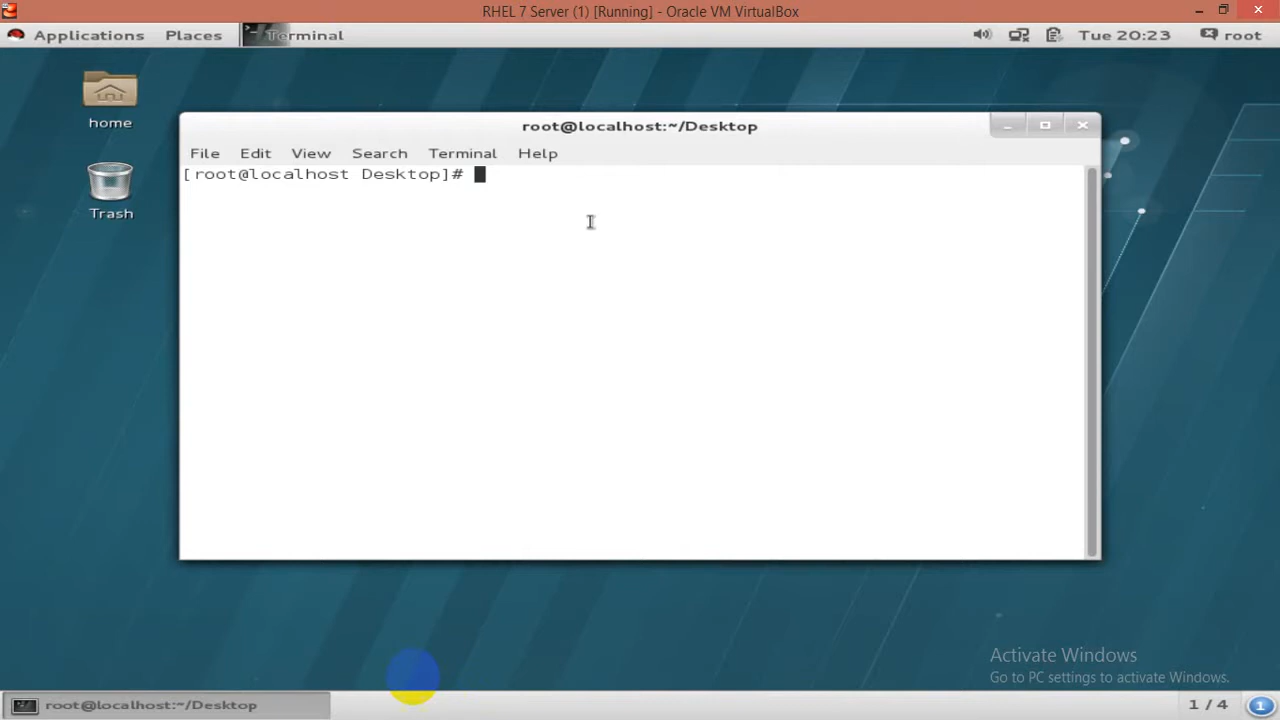 RHEL 7 Server (1) [Running] - Oracle VM VirtualBox
Applications Places Terminal Tue 20:23 root
home
Trash
root@localhost:~/Desktop
File Edit View Search Terminal Help
[root@localhost Desktop]#
Activate Windows
Go to PC settings to activate Windows.
root@localhost:~/Desktop 1 / 4 1